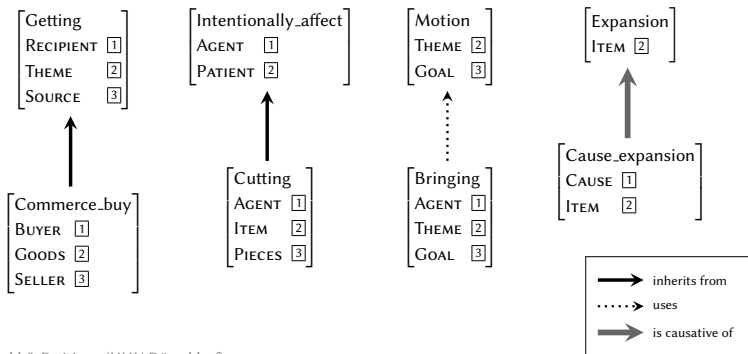 Getting
RECIPIENT 1
THEME 2
SOURCE 3
Intentionally_affect
AGENT 1
PATIENT 2
Motion
THEME 2
GOAL 3
Expansion
ITEM 2
Commerce_buy
BUYER 1
GOODS 2
SELLER 3
Cutting
AGENT 1
ITEM 2
PIECES 3
Bringing
AGENT 1
THEME 2
GOAL 3
Cause_expansion
CAUSE 1
ITEM 2
inherits from
uses
is causative of